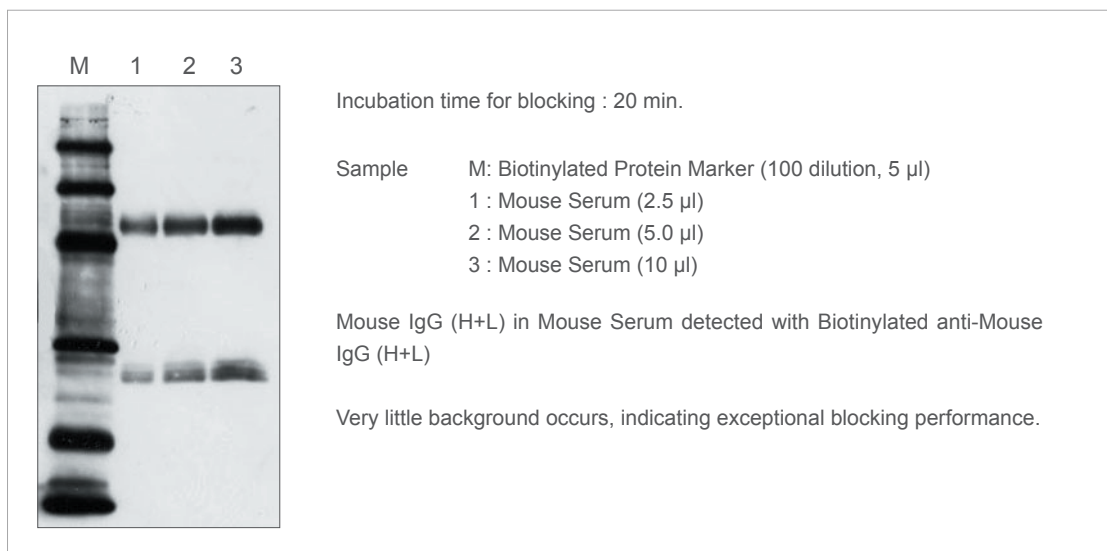 M 1 2 3
Incubation time for blocking : 20 min.
Sample M: Biotinylated Protein Marker (100 dilution, 5 µl)
1 : Mouse Serum (2.5 µl)
2 : Mouse Serum (5.0 µl)
3 : Mouse Serum (10 µl)
Mouse IgG (H+L) in Mouse Serum detected with Biotinylated anti-Mouse
IgG (H+L)
Very little background occurs, indicating exceptional blocking performance.